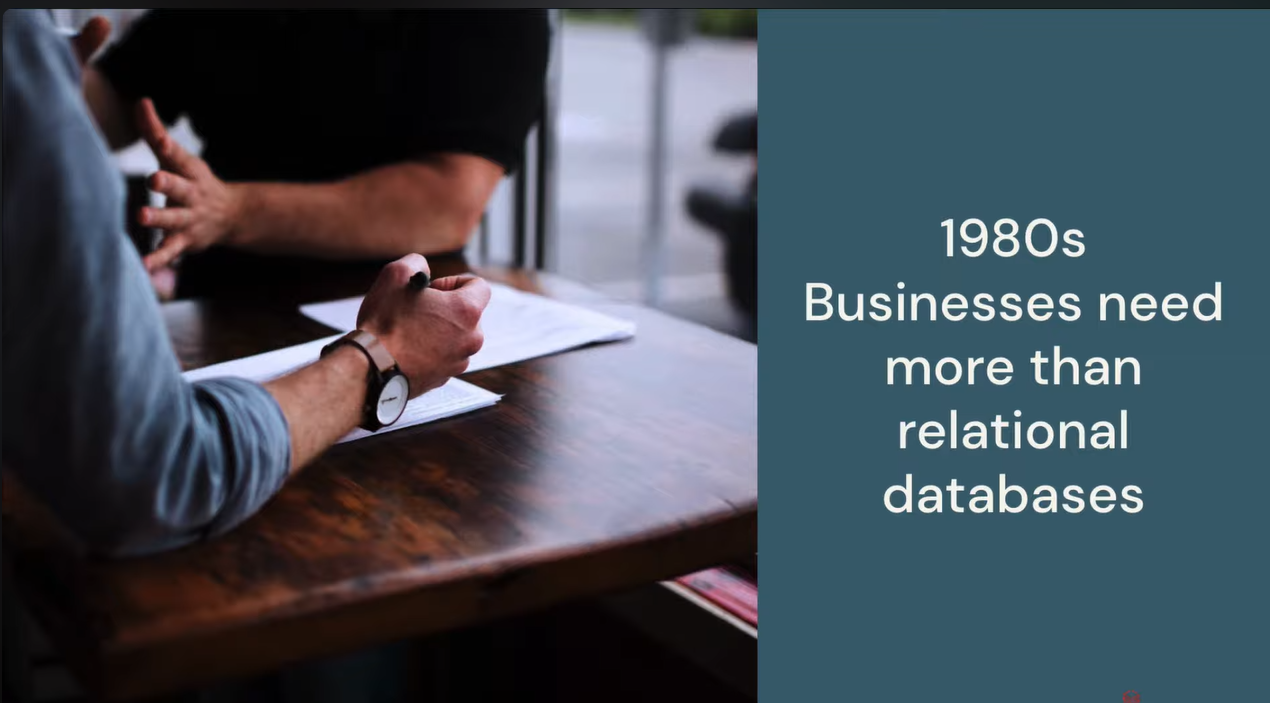 1980s
Businesses need
more than
relational
databases